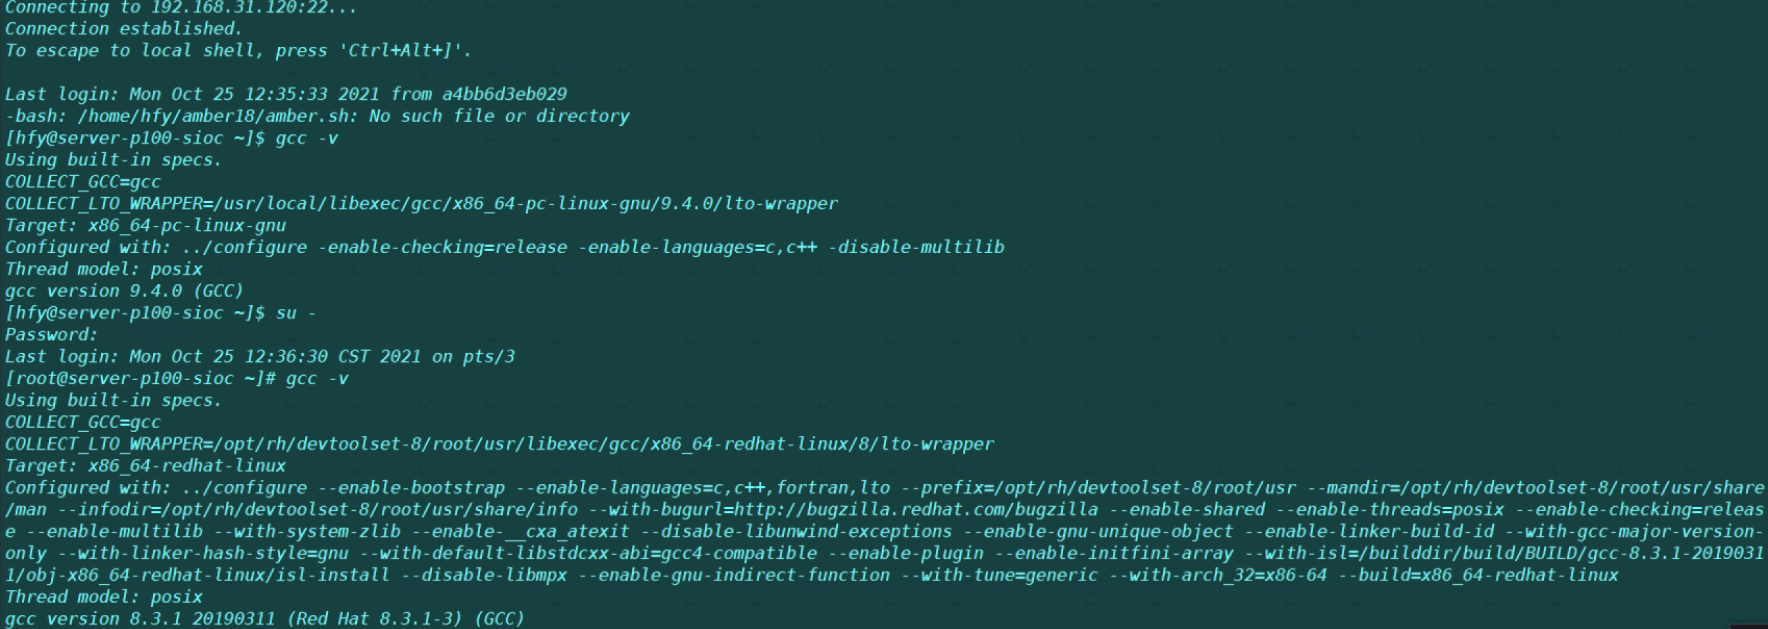 Connecting to 192.168.31.120:22...
Connection established.
To escape to local shell, press 'Ctrl+Alt+]'.
Last login: Mon Oct 25 12:35:33 2021 from a4bb6d3eb029
-bash: /home/hfy/amber18/amber.sh: No such file or directory
[hfy@server-p100-sioc ~]$ gcc -v
Using built-in specs.
COLLECT_GCC=gcc
COLLECT_LTO_WRAPPER=/usr/local/libexec/gcc/x86_64-pc-linux-gnu/9.4.0/lto-wrapper
Target: x86_64-pc-linux-gnu
Configured with: ../configure -enable-checking=release -enable-languages=c,c++ -disable-multilib
Thread model: posix
gcc version 9.4.0 (GCC)
[hfy@server-p100-sioc ~]$ su -
Password:
Last login: Mon Oct 25 12:36:30 CST 2021 on pts/3
[root@server-p100-sioc ~]# gcc -v
Using built-in specs.
COLLECT_GCC=gcc
COLLECT_LTO_WRAPPER=/opt/rh/devtoolset-8/root/usr/libexec/gcc/x86_64-redhat-linux/8/lto-wrapper
Target: x86_64-redhat-linux
Configured with: ../configure --enable-bootstrap --enable-languages=c,c++,fortran,lto --prefix=/opt/rh/devtoolset-8/root/usr --mandir=/opt/rh/devtoolset-8/root/usr/share
/man --infodir=/opt/rh/devtoolset-8/root/usr/share/info --with-bugurl=http://bugzilla.redhat.com/bugzilla --enable-shared --enable-threads=posix --enable-checking=releas
e --enable-multilib --with-system-zlib --enable-__cxa_atexit --disable-libunwind-exceptions --enable-gnu-unique-object --enable-linker-build-id --with-gcc-major-version-
only --with-linker-hash-style=gnu --with-default-libstdcxx-abi=gcc4-compatible --enable-plugin --enable-initfini-array --with-isl=/builddir/build/BUILD/gcc-8.3.1-2019031
1/obj-x86_64-redhat-linux/isl-install --disable-libmpx --enable-gnu-indirect-function --with-tune=generic --with-arch_32=x86-64 --build=x86_64-redhat-linux
Thread model: posix
gcc version 8.3.1 20190311 (Red Hat 8.3.1-3) (GCC)